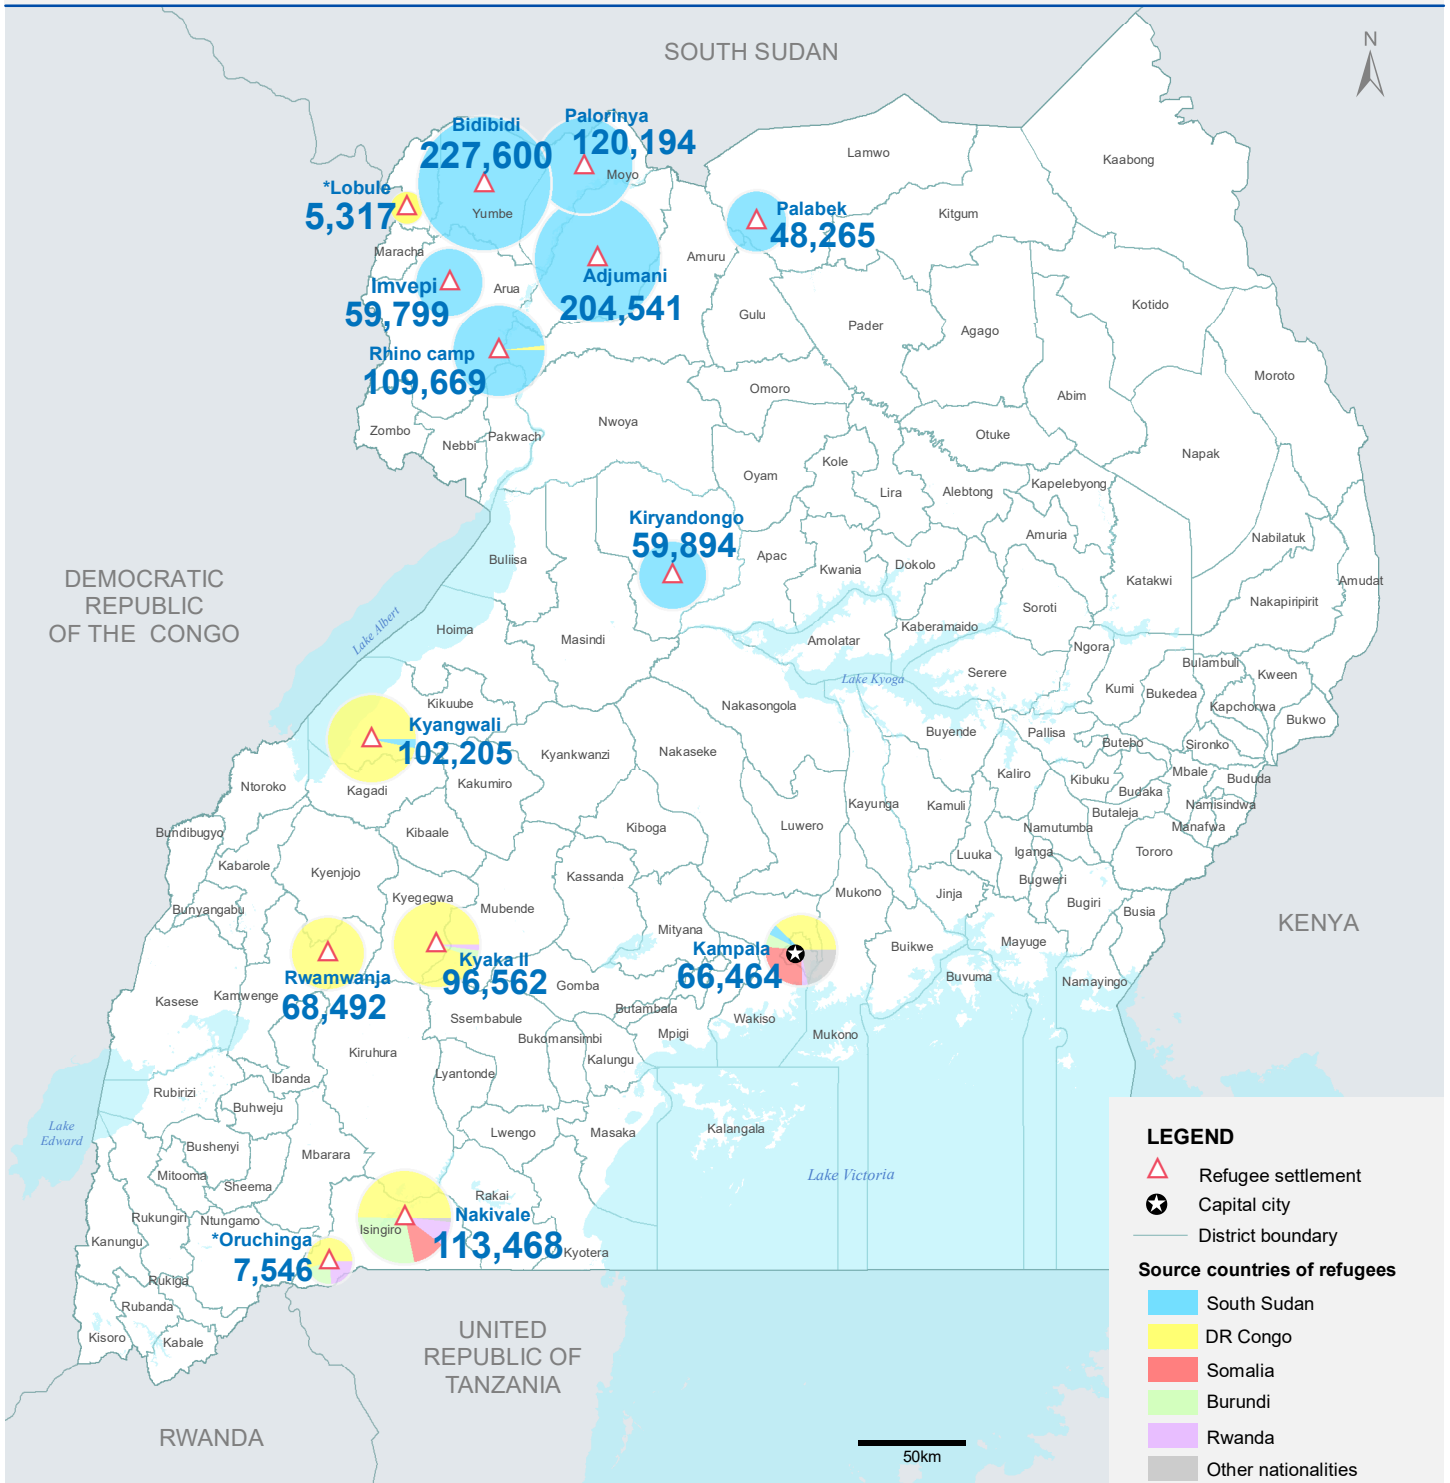 SOUTH SUDAN
N
Bidibidi
227,600
Palorinya
120,194
Moyo
Lamwo
Kaabong
*Lobule
5,317
Yumbe
Palabek
48,265
Kitgum
Maracha
Amuru
Imvepi
59,799
Arua
Adjumani
204,541
Gulu
Pader
Agago
Kotido
Rhino camp
109,669
Omoro
Abim
Moroto
Zombo
Nebbi
Pakwach
Nwoya
Otuke
Napak
Oyam
Kole
Lira
Alebtong
Kapelebyong
Kiryandongo
59,894
Amuria
Nabilatuk
DEMOCRATIC
REPUBLIC
OF THE CONGO
Buliisa
Apac
Kwania
Dokolo
Katakwi
Amudat
Nakapiripirit
Lake Albert
Hoima
Masindi
Amolatar
Kaberamaido
Soroti
Ngora
Lake Kyoga
Serere
Bulambuli
Kween
Kumi
Bukedea
Kapchorwa
Bukwo
Kikuube
Kyangwali
102,205
Nakasongola
Buyende
Pallisa
Butebo
Sironko
Kyankwanzi
Nakaseke
Ntoroko
Kagadi
Kakumiro
Kaliro
Kibuku
Mbale
Bududa
Budaka
Kayunga
Kamuli
Butaleja
Namisindwa
Bundibugyo
Kibaale
Kiboga
Luwero
Namutumba
Manafwa
Kabarole
Kyenjojo
Kassanda
Luuka
Iganga
Tororo
Bugweri
Kyegegwa
Mubende
Mukono
Jinja
Bugiri
Busia
Bunyangabu
Mityana
KENYA
Kampala
66,464
Buikwe
Mayuge
Rwamwanja
68,492
Kyaka II
96,562
Gomba
Buvuma
Namayingo
Kasese
Kamwenge
Ssembabule
Butambala
Wakiso
Bukomansimbi
Mpigi
Mukono
Kiruhura
Kalungu
Ibanda
Lyantonde
Rubirizi
Buhweju
Lake
Edward
Bushenyi
Mbarara
Lwengo
Masaka
Kalangala
Mitooma
Sheema
Lake Victoria
Rakai
Rukungiri
Ntungamo
Isingiro
Nakivale
113,468
Kanungu
*Oruchinga
7,546
Kyotera
Rukiga
Rubanda
Kisoro
Kabale
UNITED
REPUBLIC OF
TANZANIA
RWANDA
50km
LEGEND
Refugee settlement
Capital city
District boundary
Source countries of refugees
South Sudan
DR Congo
Somalia
Burundi
Rwanda
Other nationalities